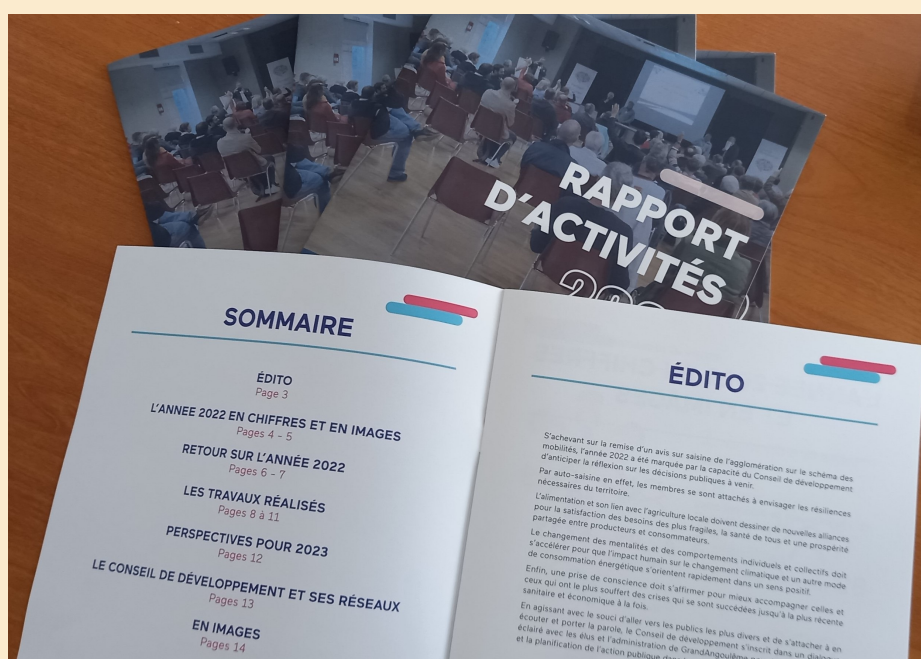 RAPPORT
D'ACTIVITÉS
SOMMAIRE
ÉDITO
Page 3
L'ANNEE 2022 EN CHIFFRES ET EN IMAGES
Pages 4 - 5
RETOUR SUR L'ANNÉE 2022
Pages 6 - 7
LES TRAVAUX RÉALISÉS
Pages 8 à 11
PERSPECTIVES POUR 2023
Pages 12
LE CONSEIL DE DÉVELOPPEMENT ET SES RÉSEAUX
Pages 13
EN IMAGES
Pages 14
ÉDITO
S'achevant sur la remise d'un avis sur saisine de l'agglomération sur le schéma des
mobilités, l'année 2022 a été marquée par la capacité du Conseil de développement
d'anticiper la réflexion sur les décisions publiques à venir.
Par auto-saisine en effet, les membres se sont attachés à envisager les résiliences
nécessaires du territoire.
L'alimentation et son lien avec l'agriculture locale doivent dessiner de nouvelles alliances
pour la satisfaction des besoins des plus fragiles, la santé de tous et une prospérité
partagée entre producteurs et consommateurs.
Le changement des mentalités et des comportements individuels et collectifs doit
s'accélérer pour que l'impact humain sur le changement climatique et un autre mode
de consommation énergétique s'orientent rapidement dans un sens positif.
Enfin, une prise de conscience doit s'affirmer pour mieux accompagner celles et
ceux qui ont le plus souffert des crises qui se sont succédées jusqu'à la plus récente
sanitaire et économique à la fois.
En agissant avec le souci d'aller vers les publics les plus divers et de s'attacher à en
écouter et porter la parole, le Conseil de développement s'inscrit dans un
éclairé avec les élus et l'administration de GrandAngoulême
et la planification de l'action publique